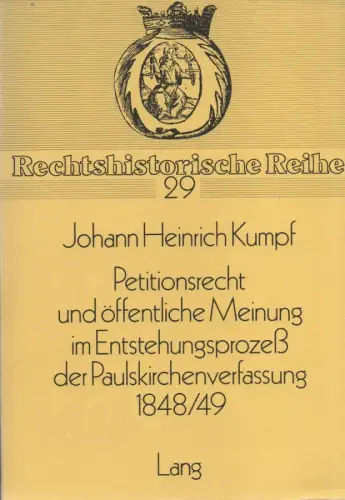 Rechtshistorische Reihe
29
Johann Heinrich Kumpf
Petitionsrecht
und öffentliche Meinung
im Entstehungsprozeß
der Paulskirchenverfassung
1848/49
Lang